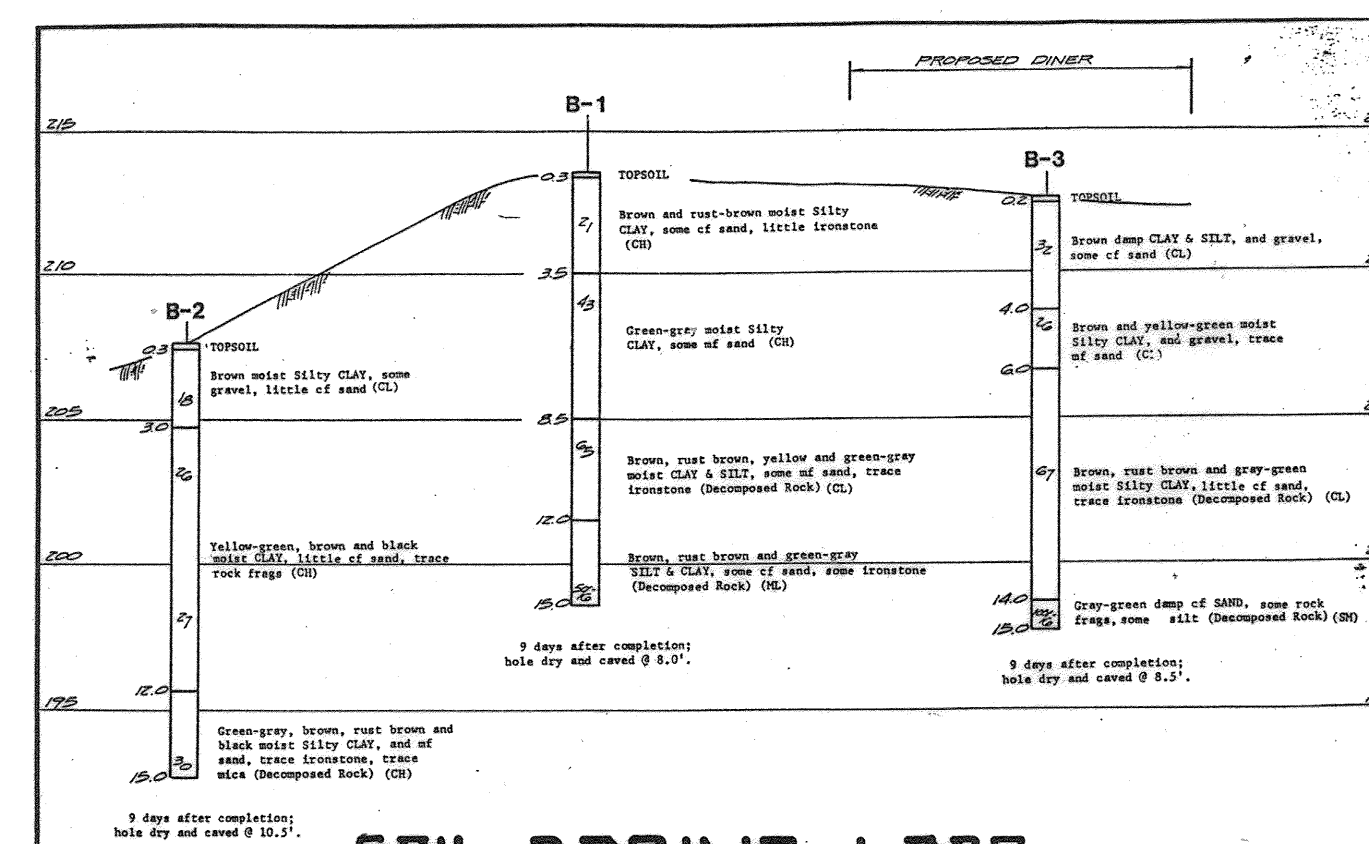 PROPOSED DINER
B-1
215
B-3
0.3
TOPSOIL
0.2
TOPSOIL
21
Brown and rust-brown moist Silty
CLAY, some cf sand, little ironstone
(CH)
32
Brown damp CLAY & SILT, and gravel,
some cf sand (CL)
210
3.5
B-2
43
4.0
26
Green-grey moist Silty
CLAY, some mf sand (CH)
Brown and yellow-green moist
Silty CLAY, and gravel, trace
mf sand
0.3
TOPSOIL
6.0
Brown moist Silty CLAY, some
gravel, little cf sand (CL)
18
205
3.0
8.5
65
Brown, rust brown, yellow and green-gray
moist CLAY & SILT, some mf sand, trace
ironstone (Decomposed Rock) (CL)
26
67
Brown, rust brown and gray-green
moist Silty CLAY, little cf sand,
trace ironstone (Decomposed Rock) (CL)
12.0
200
Yellow-green, brown and black
moist CLAY, little cf sand, trace
rock frags (CH)
Brown, rust brown and green-gray
SILT & CLAY, some cf sand, some ironstone
(Decomposed Rock) (ML)
15.0
14.0
Gray-green damp cf SAND, some rock
frags, some silt (Decomposed Rock) (SM)
15.0
27
9 days after completion;
hole dry and caved @ 8.0'.
9 days after completion;
hole dry and caved @ 8.5'.
12.0
195
Green-gray, brown, rust brown and
black moist Silty CLAY, and mf
sand, trace ironstone, trace
mica (Decomposed Rock) (CH)
30
15.0
9 days after completion;
hole dry and caved @ 10.5'.